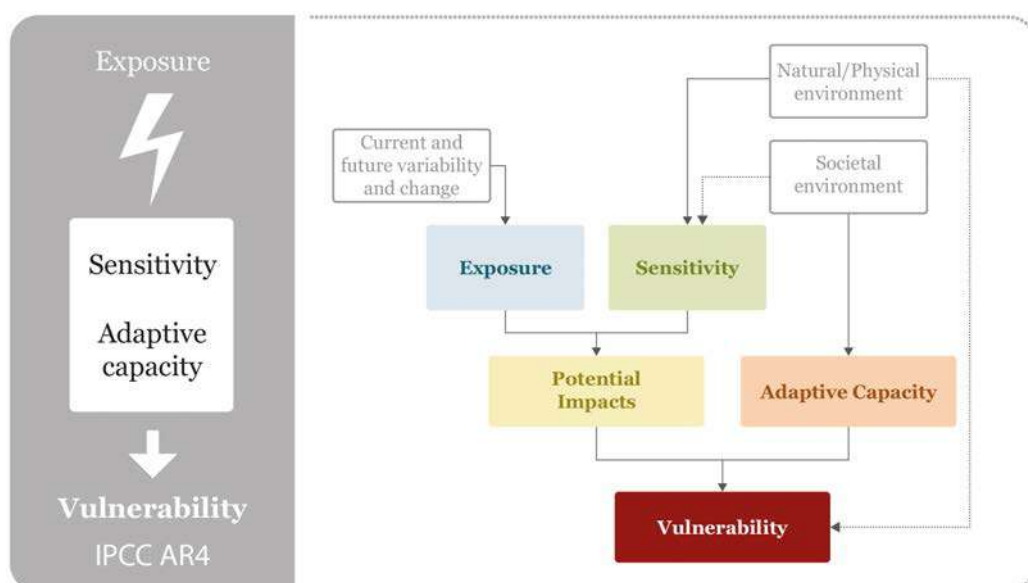 Exposure
Sensitivity
Adaptive
capacity
Vulnerability
IPCC AR4
Natural/Physical
environment
Current and
future variability
and change
Societal
environment
Exposure
Sensitivity
Potential
Impacts
Adaptive Capacity
Vulnerability